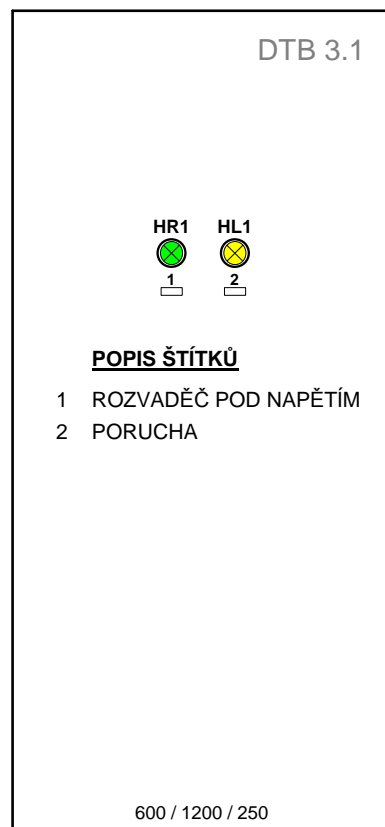 DTB 3.1
HR1 HL1
1 2
POPIS ŠTÍTKŮ
1 ROZVADĚČ POD NAPĚTÍM
2 PORUCHA
600 / 1200 / 250